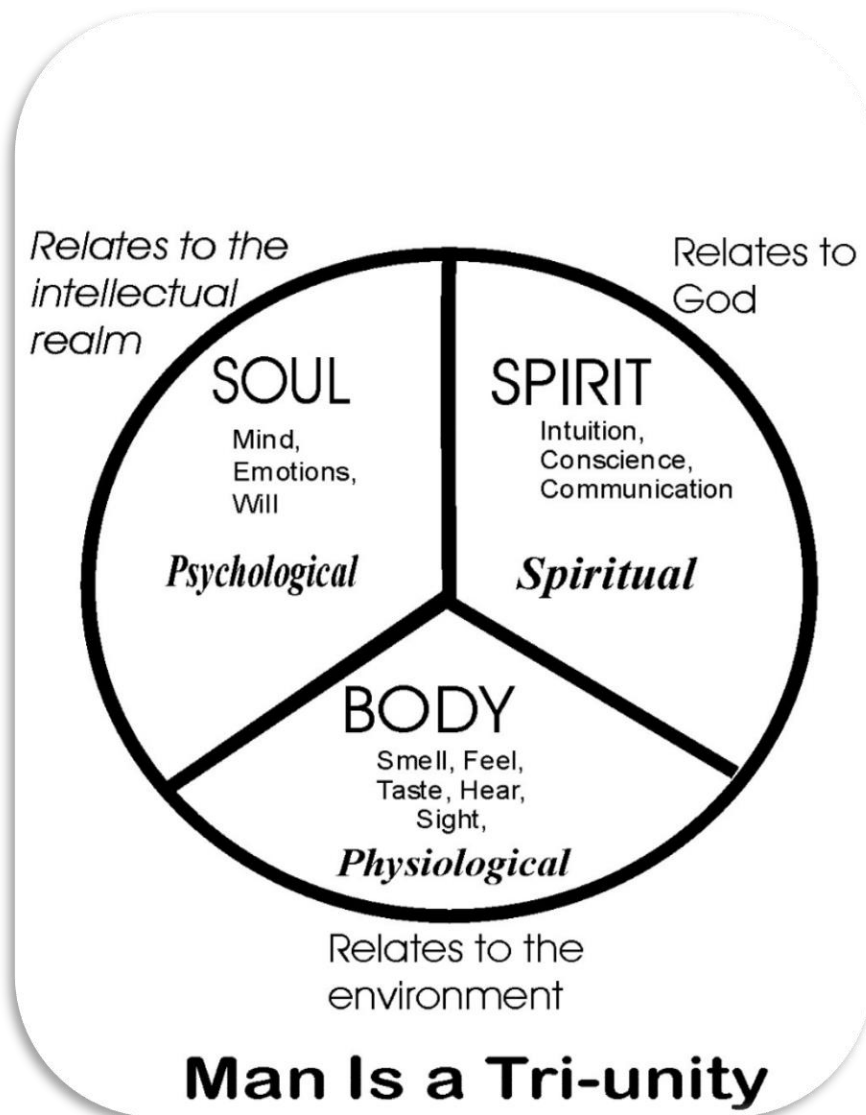 Relates to the
intellectual
realm
SOUL
Mind,
Emotions,
Will
Psychological
Relates to
God
SPIRIT
Intuition,
Conscience,
Communication
Spiritual
BODY
Smell, Feel,
Taste, Hear,
Sight,
Physiological
Relates to the
environment
Man Is a Tri-unity